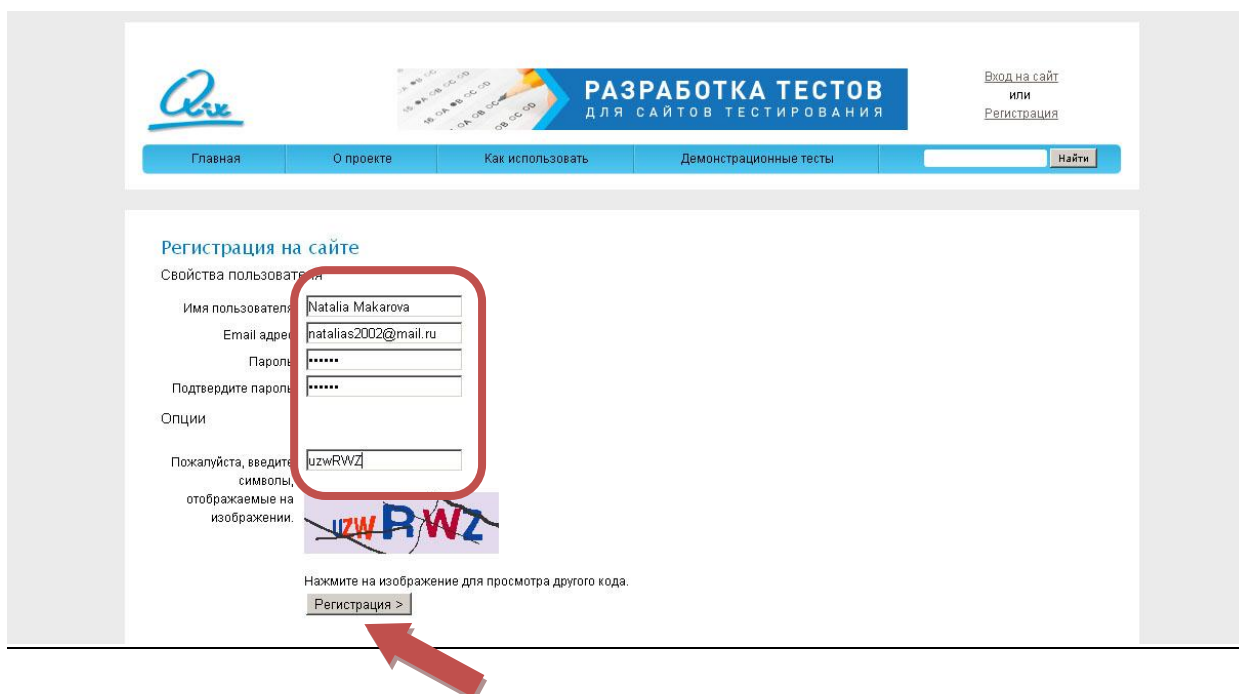 Qix
РАЗРАБОТКА ТЕСТОВ
ДЛЯ САЙТОВ ТЕСТИРОВАНИЯ
Вход на сайт
или
Регистрация
Главная О проекте Как использовать Демонстрационные тесты Найти
Регистрация на сайте
Свойства пользователя
Имя пользователя Natalia Makarova
Email адрес natalias2002@mail.ru
Пароль ••••••
Подтвердите пароль ••••••
Опции
Пожалуйста, введите uzwRWZ
символы,
отображаемые на
изображении.
uzwRWZ
Нажмите на изображение для просмотра другого кода.
Регистрация >